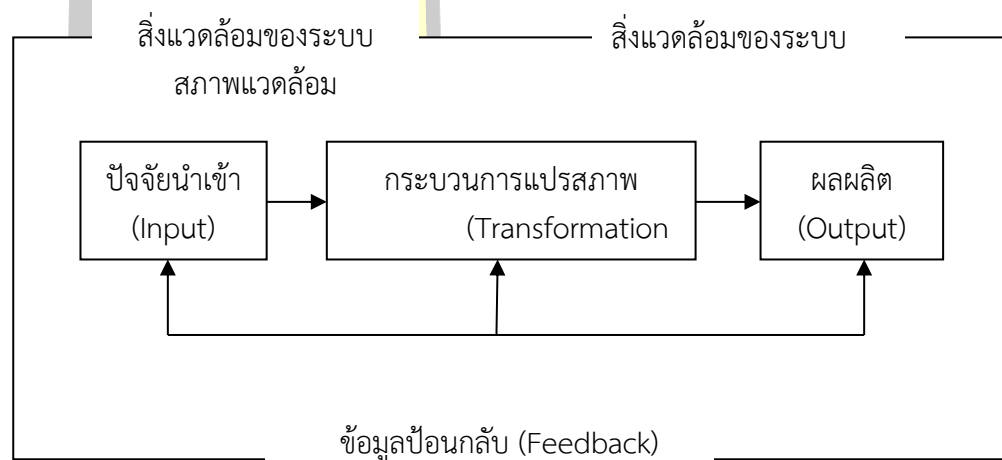 สิ่งแวดล้อมของระบบ
สภาพแวดล้อม
สิ่งแวดล้อมของระบบ
ปัจจัยนำเข้า
(Input)
กระบวนการแปรสภาพ
(Transformation
ผลผลิต
(Output)
ข้อมูลป้อนกลับ (Feedback)